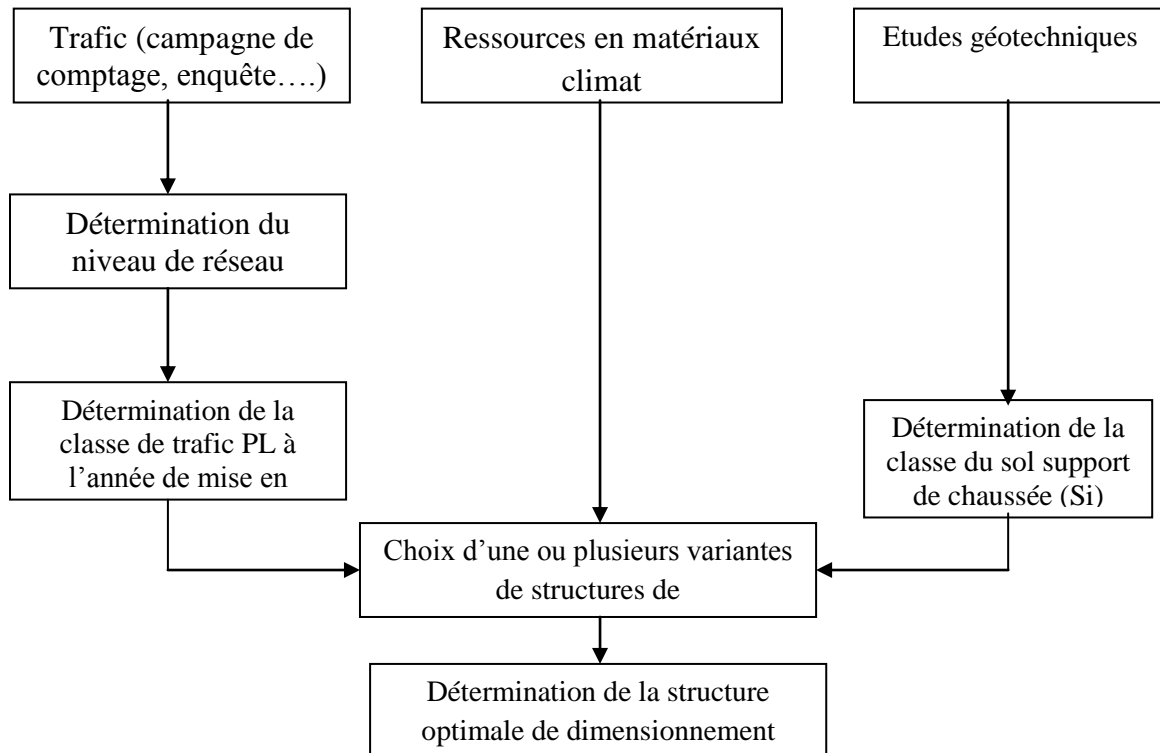 Trafic (campagne de
comptage, enquête….)
Ressources en matériaux
climat
Etudes géotechniques
Détermination du
niveau de réseau
Détermination de la
classe de trafic PL à
l’année de mise en
Détermination de la
classe du sol support
de chaussée (Si)
Choix d’une ou plusieurs variantes
de structures de
Détermination de la structure
optimale de dimensionnement